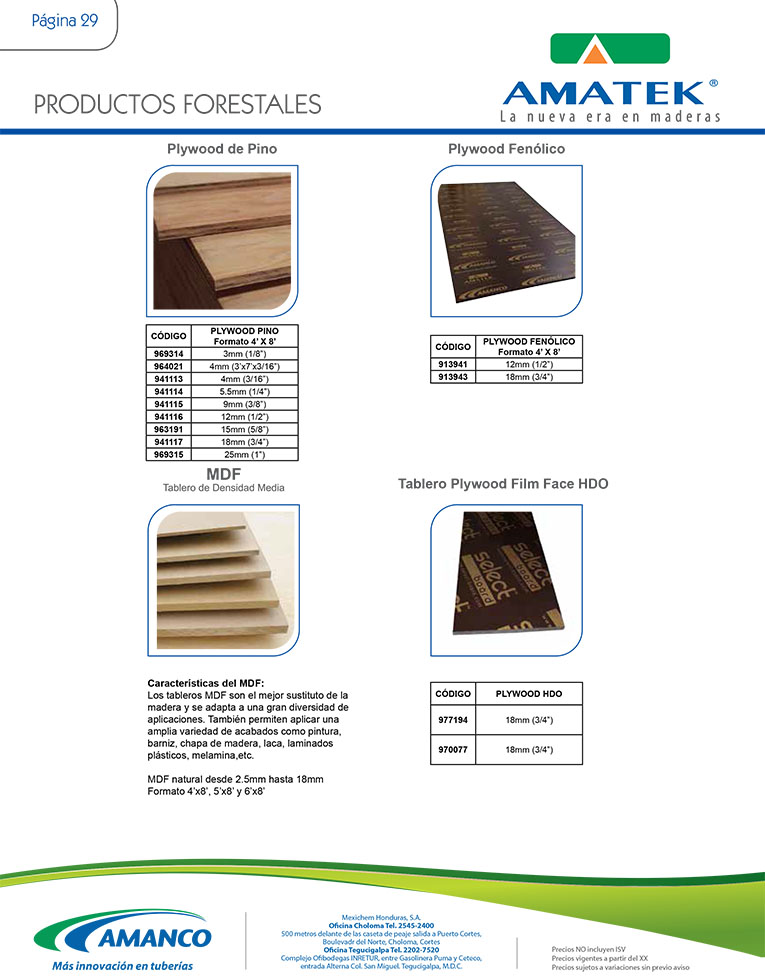 Página 29
PRODUCTOS FORESTALES
AMATEK®
La nueva era en maderas
Plywood de Pino
CÓDIGO PLYWOOD PINO
Formato 4' X 8'
969314 3mm (1/8")
964021 4mm (3'x7'x3/16")
941113 4mm (3/16")
941114 5.5mm (1/4")
941115 9mm (3/8")
941116 12mm (1/2")
963191 15mm (5/8")
941117 18mm (3/4")
969315 25mm (1")
Plywood Fenólico
AMATEK
AMANCO
CÓDIGO PLYWOOD FENÓLICO
Formato 4' X 8'
913941 12mm (1/2")
913943 18mm (3/4")
MDF
Tablero de Densidad Media
Caracteristicas del MDF:
Los tableros MDF son el mejor sustituto de la
madera y se adapta a una gran diversidad de
aplicaciones. También permiten aplicar una
amplia variedad de acabados como pintura,
barniz, chapa de madera, laca, laminados
plásticos, melamina,etc.
MDF natural desde 2.5mm hasta 18mm
Formato 4'x8', 5'x8' y 6'x8'
Tablero Plywood Film Face HDO
select
board
select
board
CÓDIGO PLYWOOD HDO
977194 18mm (3/4")
970077 18mm (3/4")
AMANCO
Más innovación en tuberías
Mexichem Honduras, S.A.
Oficina Choloma Tel. 2545-2400
500 metros delante de las caseta de peaje salida a Puerto Cortes,
Boulevadr del Norte, Choloma, Cortes
Oficina Tegucigalpa Tel. 2202-7520
Complejo Ofibodegas INRETUR, entre Gasolinera Puma y Ceteco,
entrada Alterna Col. San Miguel. Tegucigalpa, M.D.C.
Precios NO incluyen ISV
Precios vigentes a partir del XX
Precios sujetos a variaciones sin previo aviso